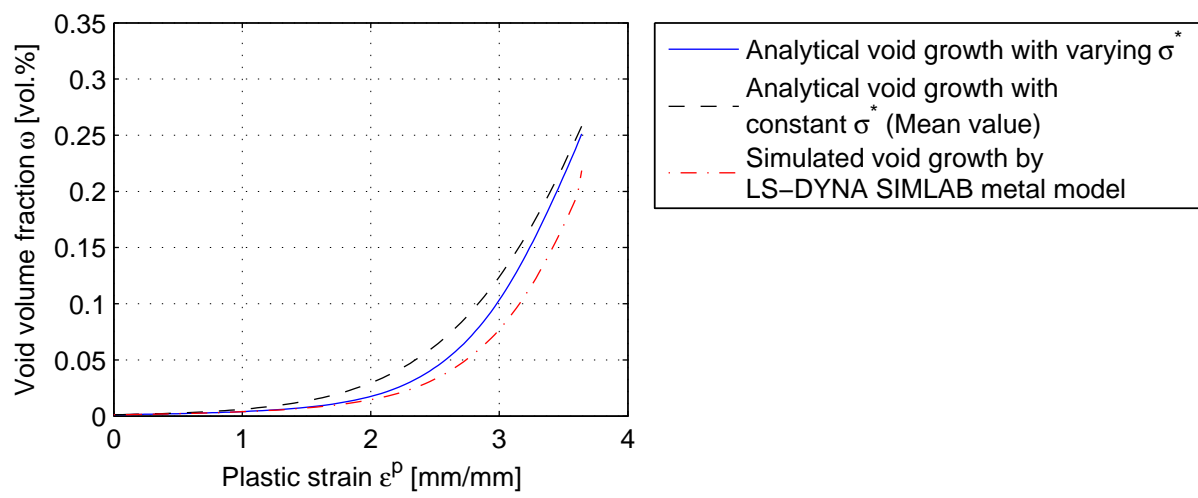 0.35
0.3
0.25
0.2
0.15
0.1
0.05
0
0
1
2
3
4
Void volume fraction ω [vol.%]
Plastic strain εᵖ [mm/mm]
Analytical void growth with varying σ*
Analytical void growth with
constant σ* (Mean value)
Simulated void growth by
LS−DYNA SIMLAB metal model